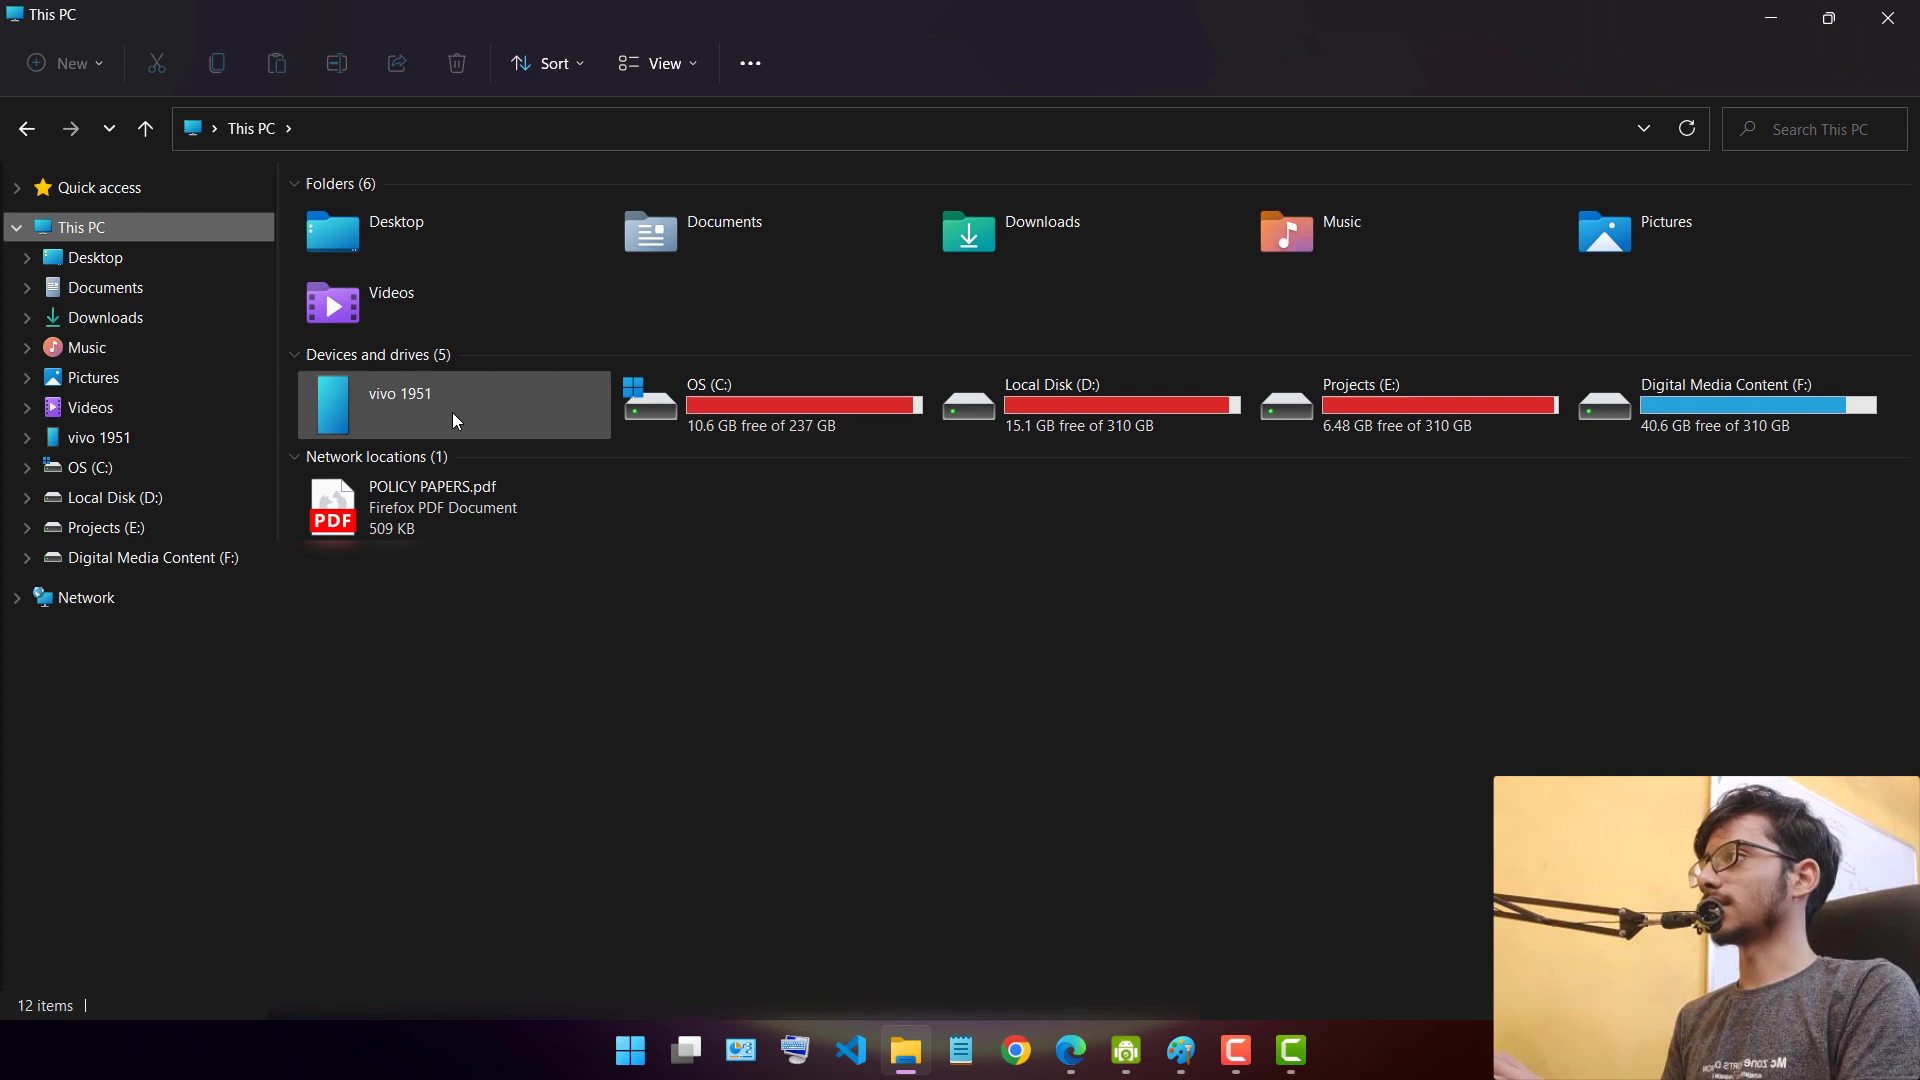 This PC
New
Sort
View
This PC
Search This PC
Quick access
This PC
Desktop
Documents
Downloads
Music
Pictures
Videos
vivo 1951
OS (C:)
Local Disk (D:)
Projects (E:)
Digital Media Content (F:)
Network
Folders (6)
Desktop
Documents
Downloads
Music
Pictures
Videos
Devices and drives (5)
vivo 1951
OS (C:)
10.6 GB free of 237 GB
Local Disk (D:)
15.1 GB free of 310 GB
Projects (E:)
6.48 GB free of 310 GB
Digital Media Content (F:)
40.6 GB free of 310 GB
Network locations (1)
PDF
POLICY PAPERS.pdf
Firefox PDF Document
509 KB
12 items